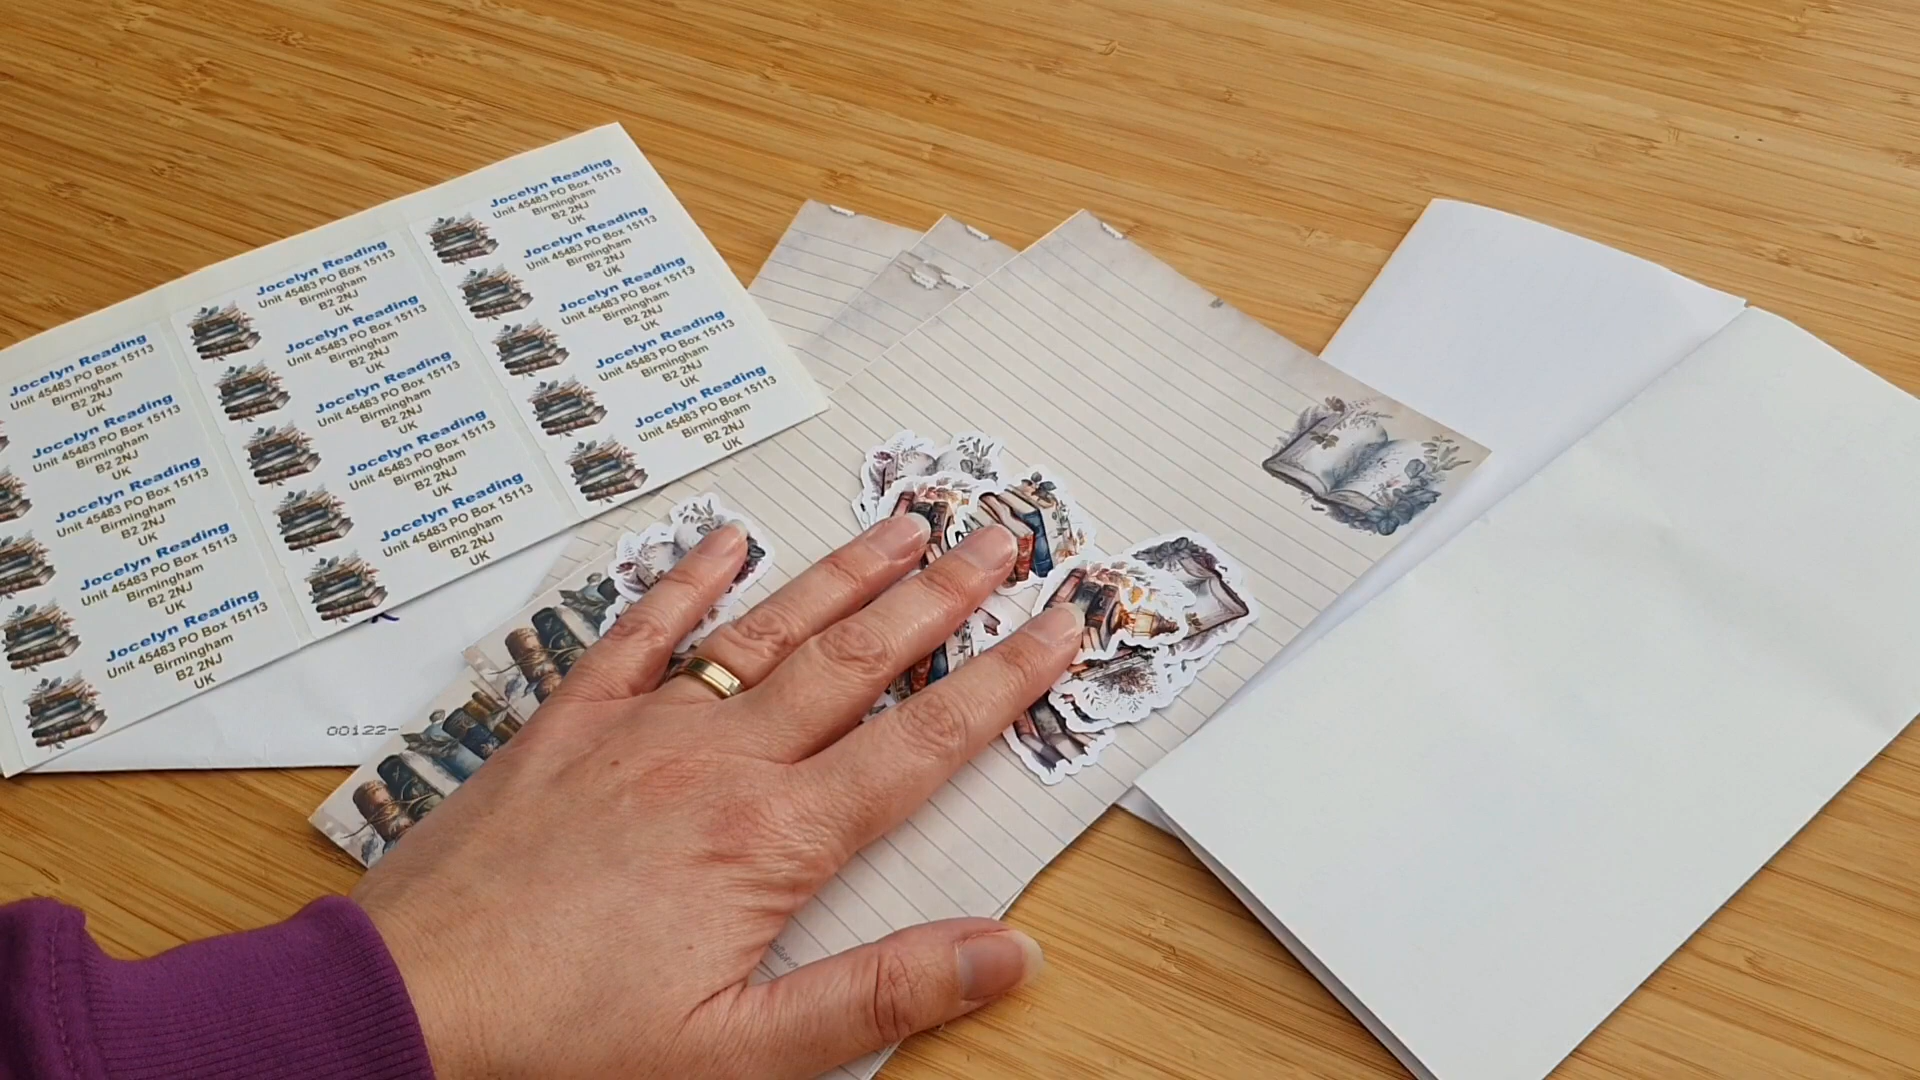 Jocelyn Reading
Unit 45483 PO Box 15113
Birmingham
B2 2NJ
UK
Jocelyn Reading
Unit 45483 PO Box 15113
Birmingham
B2 2NJ
UK
Jocelyn Reading
Unit 45483 PO Box 15113
Birmingham
B2 2NJ
UK
Jocelyn Reading
Unit 45483 PO Box 15113
Birmingham
B2 2NJ
UK
Jocelyn Reading
Unit 45483 PO Box 15113
Birmingham
B2 2NJ
UK
Jocelyn Reading
Unit 45483 PO Box 15113
Birmingham
B2 2NJ
UK
Jocelyn Reading
Unit 45483 PO Box 15113
Birmingham
B2 2NJ
UK
Jocelyn Reading
Unit 45483 PO Box 15113
Birmingham
B2 2NJ
UK
Jocelyn Reading
Unit 45483 PO Box 15113
Birmingham
B2 2NJ
UK
Jocelyn Reading
Unit 45483 PO Box 15113
Birmingham
B2 2NJ
UK
Jocelyn Reading
Unit 45483 PO Box 15113
Birmingham
B2 2NJ
UK
Jocelyn Reading
Unit 45483 PO Box 15113
Birmingham
B2 2NJ
UK
Jocelyn Reading
Unit 45483 PO Box 15113
Birmingham
B2 2NJ
UK
Jocelyn Reading
Unit 45483 PO Box 15113
Birmingham
B2 2NJ
UK
Jocelyn Reading
Unit 45483 PO Box 15113
Birmingham
B2 2NJ
UK
00122-